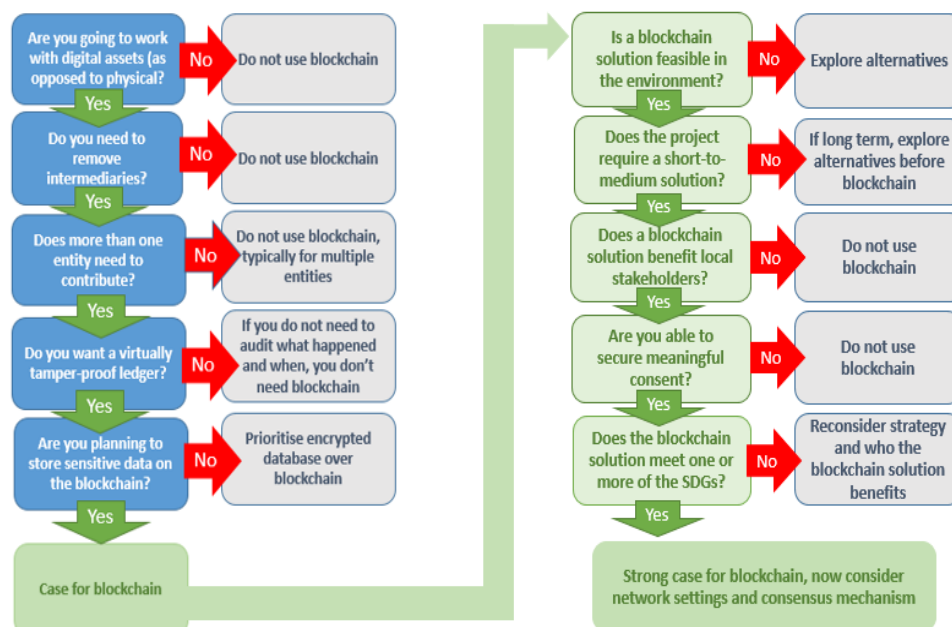 Are you going to work
with digital assets (as
opposed to physical?
No
Do not use blockchain
Yes
Do you need to
remove
intermediaries?
No
Do not use blockchain
Yes
Does more than one
entity need to
contribute?
No
Do not use blockchain,
typically for multiple
entities
Yes
Do you want a virtually
tamper-proof ledger?
No
If you do not need to
audit what happened
and when, you don't
need blockchain
Yes
Are you planning to
store sensitive data on
the blockchain?
No
Prioritise encrypted
database over
blockchain
Yes
Case for blockchain
Is a blockchain
solution feasible in
the environment?
No
Explore alternatives
Yes
Does the project
require a short-to-
medium solution?
No
If long term, explore
alternatives before
blockchain
Yes
Does a blockchain
solution benefit local
stakeholders?
No
Do not use
blockchain
Yes
Are you able to
secure meaningful
consent?
No
Do not use
blockchain
Yes
Does the blockchain
solution meet one or
more of the SDGs?
No
Reconsider strategy
and who the
blockchain solution
benefits
Yes
Strong case for blockchain, now consider
network settings and consensus mechanism